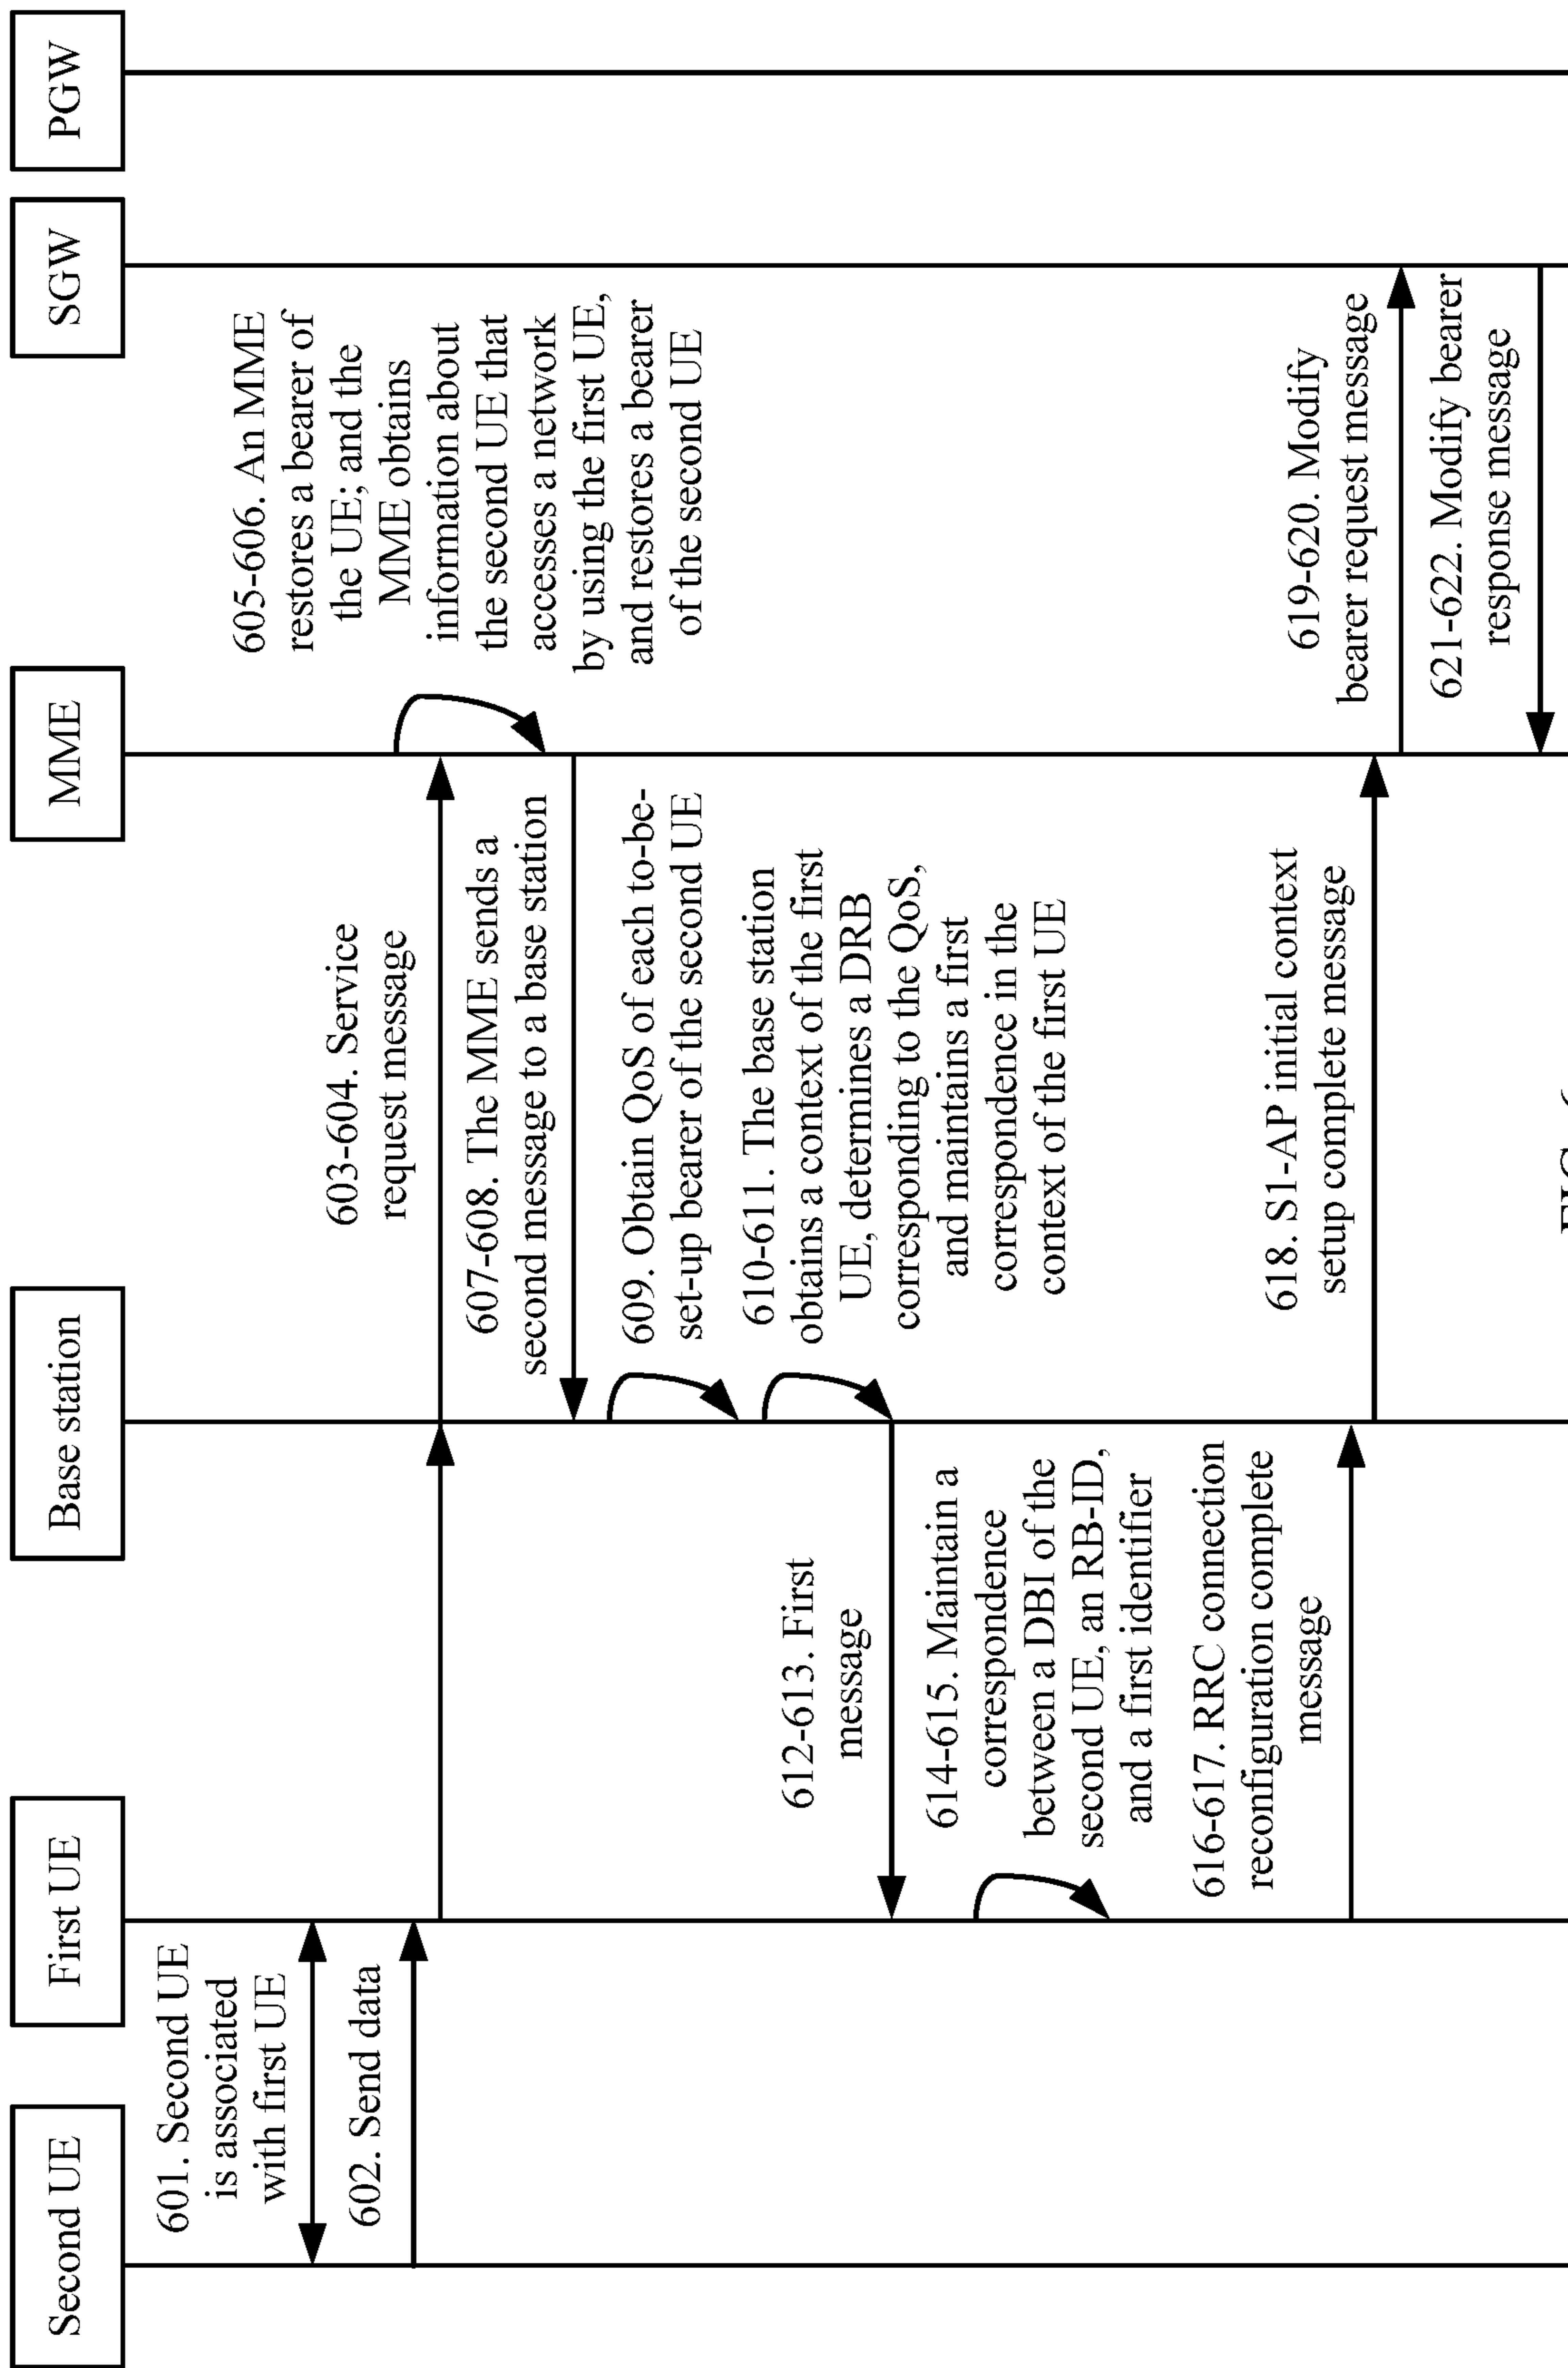 Second UE
First UE
Base station
MME
SGW
PGW
601. Second UE
is associated
with first UE
602. Send data
603-604. Service
request message
605-606. An MME
restores a bearer of
the UE; and the
MME obtains
information about
the second UE that
accesses a network
by using the first UE,
and restores a bearer
of the second UE
607-608. The MME sends a
second message to a base station
609. Obtain QoS of each to-be-
set-up bearer of the second UE
610-611. The base station
obtains a context of the first
UE, determines a DRB
corresponding to the QoS,
and maintains a first
correspondence in the
context of the first UE
612-613. First
message
614-615. Maintain a
correspondence
between a DBI of the
second UE, an RB-ID,
and a first identifier
616-617. RRC connection
reconfiguration complete
message
618. S1-AP initial context
setup complete message
619-620. Modify
bearer request message
621-622. Modify bearer
response message